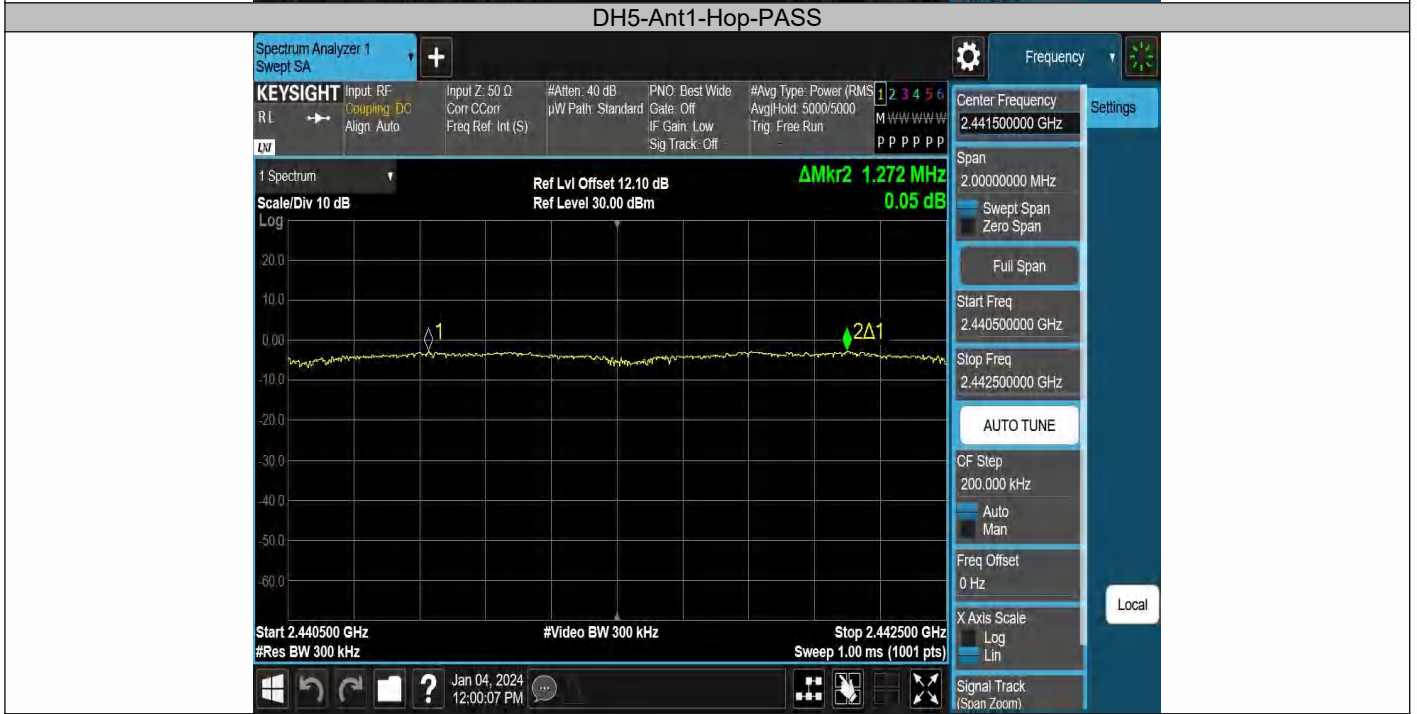 DH5-Ant1-Hop-PASS
Spectrum Analyzer 1
Swept SA
+
Frequency
KEYSIGHT
RL
LXI
Input: RF
Coupling: DC
Align: Auto
Input Z: 50 Ω
Corr CCorr
Freq Ref: Int (S)
#Atten: 40 dB
µW Path: Standard
PNO: Best Wide
Gate: Off
IF Gain: Low
Sig Track: Off
#Avg Type: Power (RMS
Avg|Hold: 5000/5000
Trig: Free Run
1 2 3 4 5 6
M W W W W W
P P P P P P
1 Spectrum
Scale/Div 10 dB
Ref Lvl Offset 12.10 dB
Ref Level 30.00 dBm
ΔMkr2 1.272 MHz
0.05 dB
Log
20.0
10.0
0.00
-10.0
-20.0
-30.0
-40.0
-50.0
-60.0
1
2Δ1
Start 2.440500 GHz
#Res BW 300 kHz
#Video BW 300 kHz
Stop 2.442500 GHz
Sweep 1.00 ms (1001 pts)
Center Frequency
2.441500000 GHz
Settings
Span
2.00000000 MHz
Swept Span
Zero Span
Full Span
Start Freq
2.440500000 GHz
Stop Freq
2.442500000 GHz
AUTO TUNE
CF Step
200.000 kHz
Auto
Man
Freq Offset
0 Hz
X Axis Scale
Log
Lin
Local
Signal Track
(Span Zoom)
?
Jan 04, 2024
12:00:07 PM